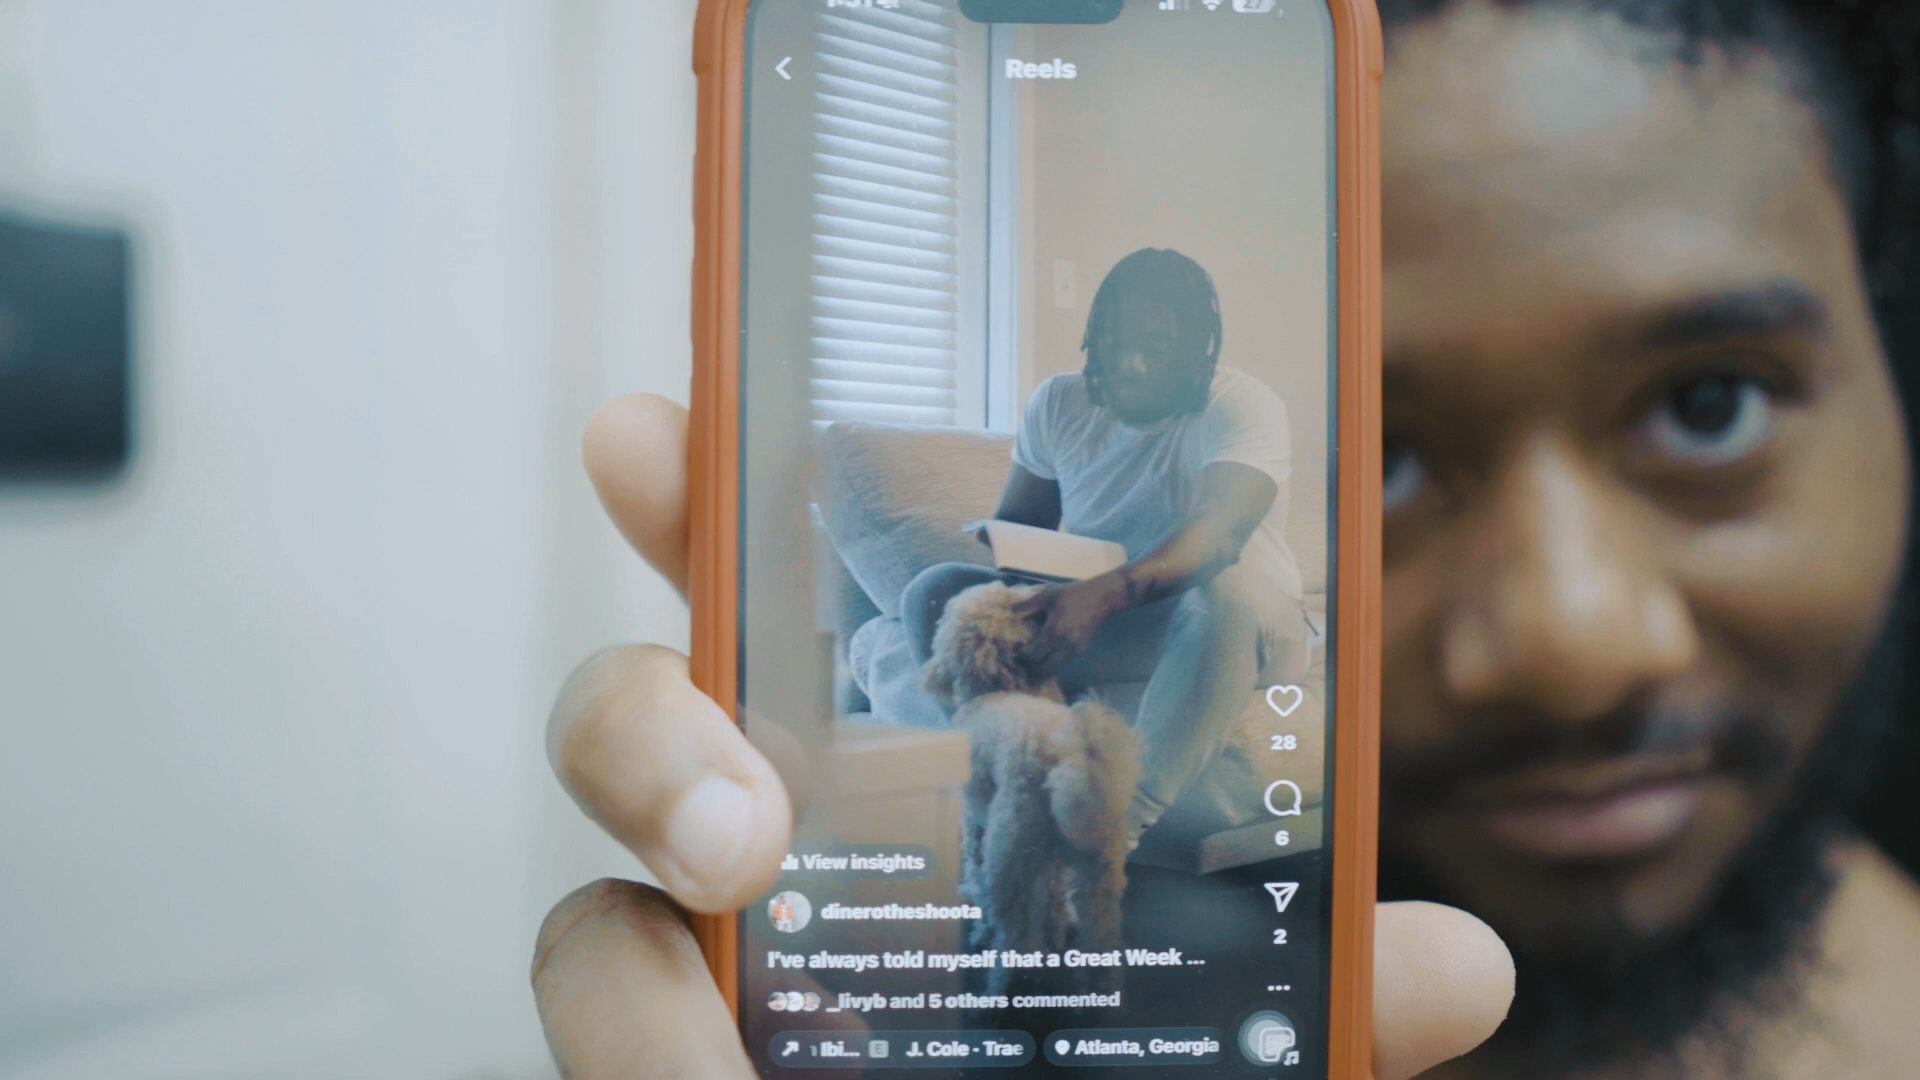 Reels
28
6
View insights
dinerotheshoota
2
I've always told myself that a Great Week ...
_livyb and 5 others commented
E J. Cole - Trae
Atlanta, Georgia